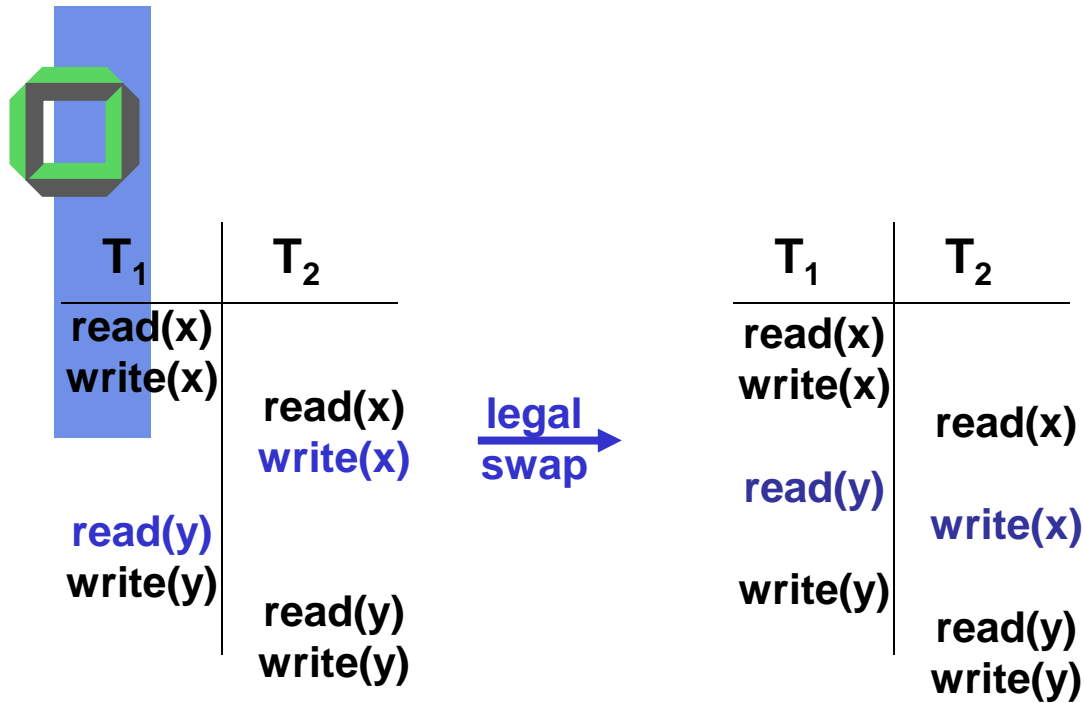 T₁ T₂
read(x)
write(x)
read(x)
write(x)
read(y)
write(y)
read(y)
write(y)
legal
swap
T₁ T₂
read(x)
write(x)
read(x)
read(y)
write(x)
write(y)
read(y)
write(y)